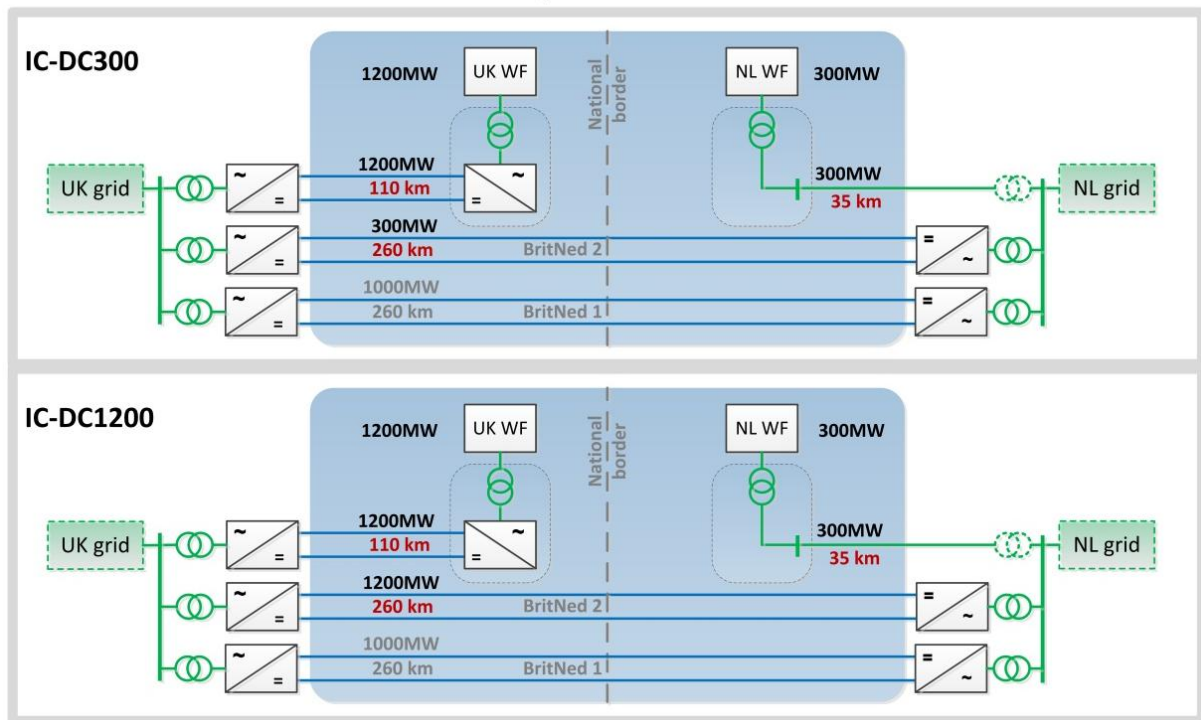 IC-DC300
1200MW
UK WF
National
border
NL WF
300MW
UK grid
~
=
1200MW
110 km
~
=
300MW
35 km
NL grid
~
=
300MW
260 km
BritNed 2
=
~
~
=
1000MW
260 km
BritNed 1
=
~
IC-DC1200
1200MW
UK WF
National
border
NL WF
300MW
UK grid
~
=
1200MW
110 km
~
=
300MW
35 km
NL grid
~
=
1200MW
260 km
BritNed 2
=
~
~
=
1000MW
260 km
BritNed 1
=
~